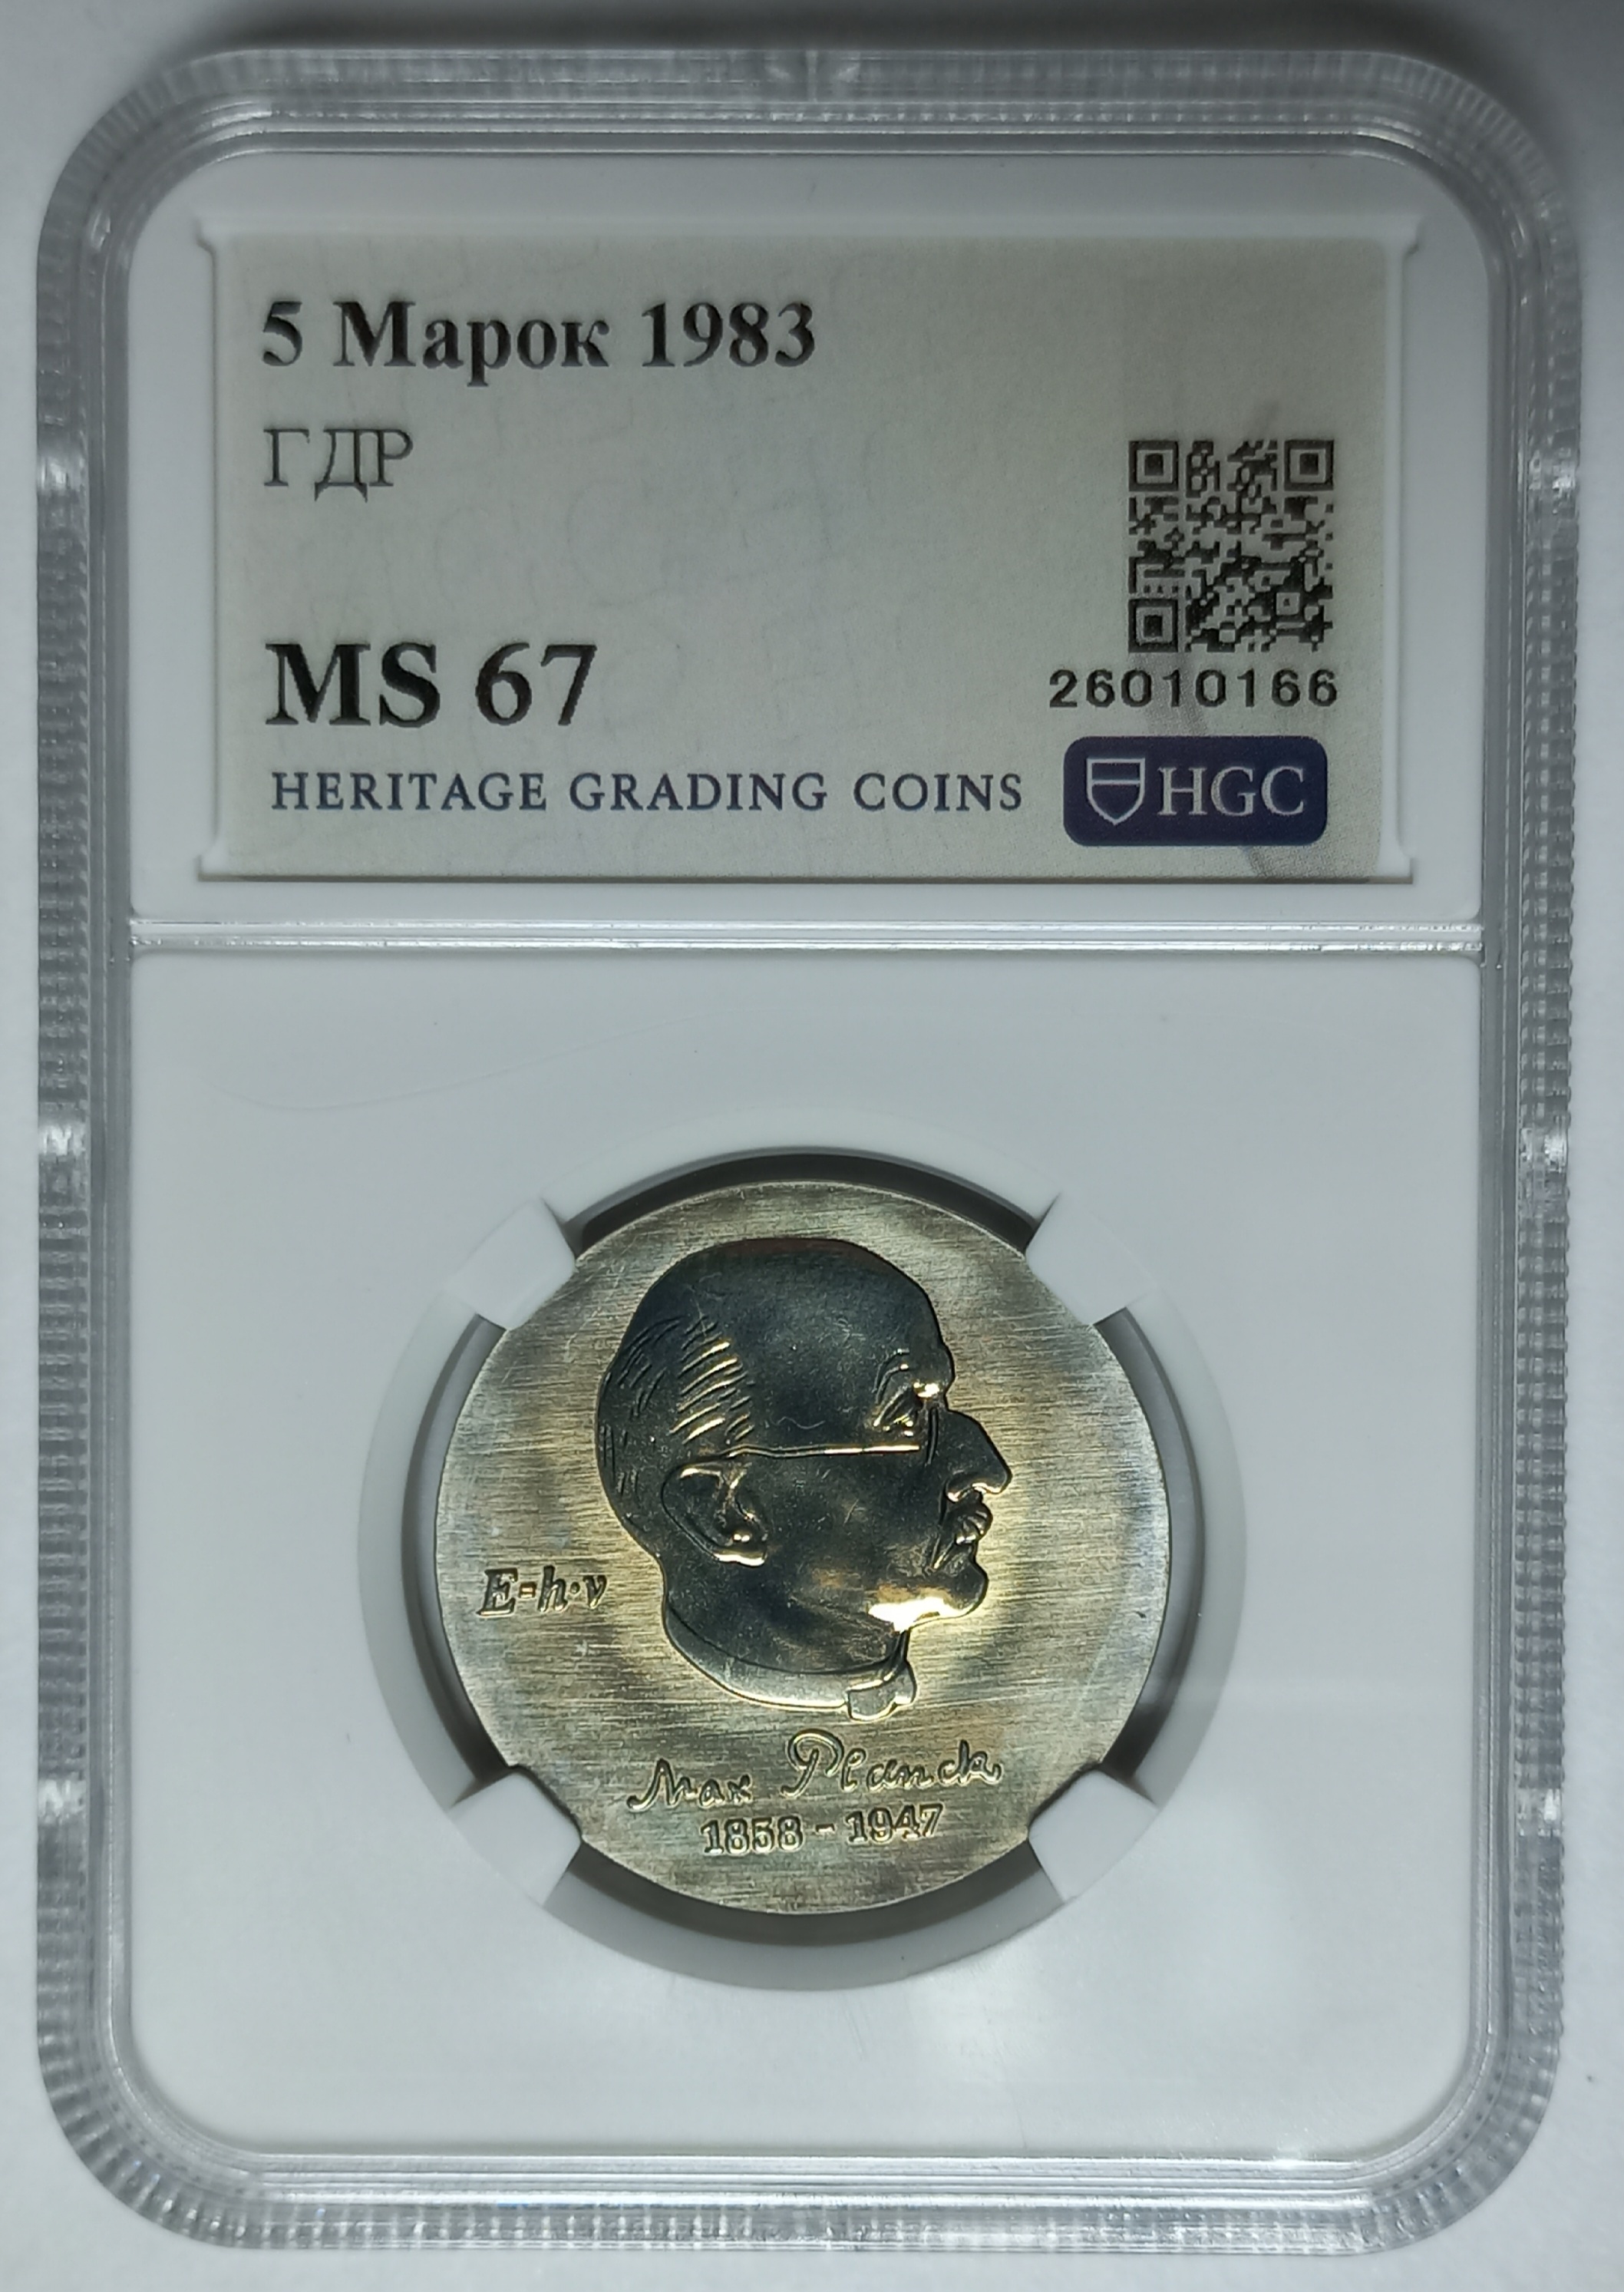 5 Марок 1983
ГДР
MS 67
26010166
HERITAGE GRADING COINS
HGC
E=h·ν
Max Planck
1858 - 1947